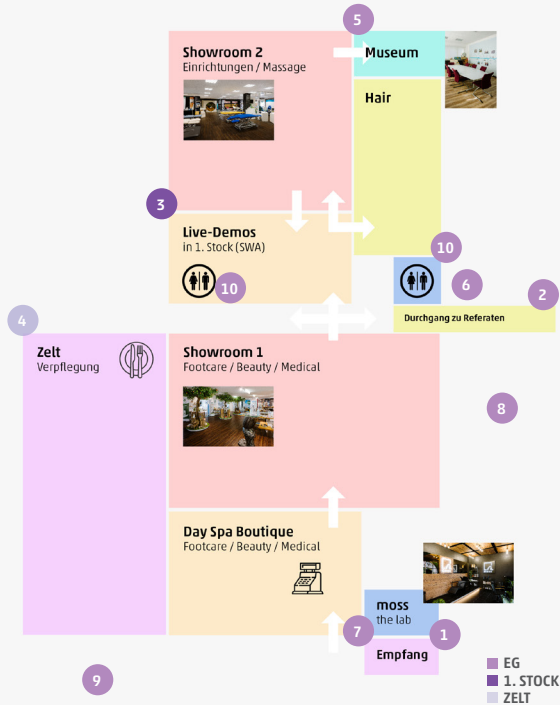 5
Showroom 2
Einrichtungen / Massage
Museum
Hair
3
Live-Demos
in 1. Stock (SWA)
10
10
6
2
Durchgang zu Referaten
4
Zelt
Verpflegung
Showroom 1
Footcare / Beauty / Medical
8
Day Spa Boutique
Footcare / Beauty / Medical
moss
the lab
7
1
Empfang
9
EG
1. STOCK
ZELT